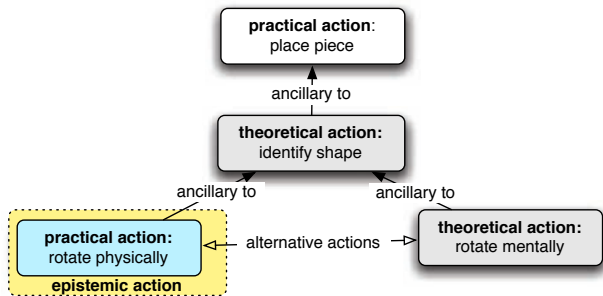 practical action:
place piece
ancillary to
theoretical action:
identify shape
ancillary to
ancillary to
practical action:
rotate physically
alternative actions
theoretical action:
rotate mentally
epistemic action